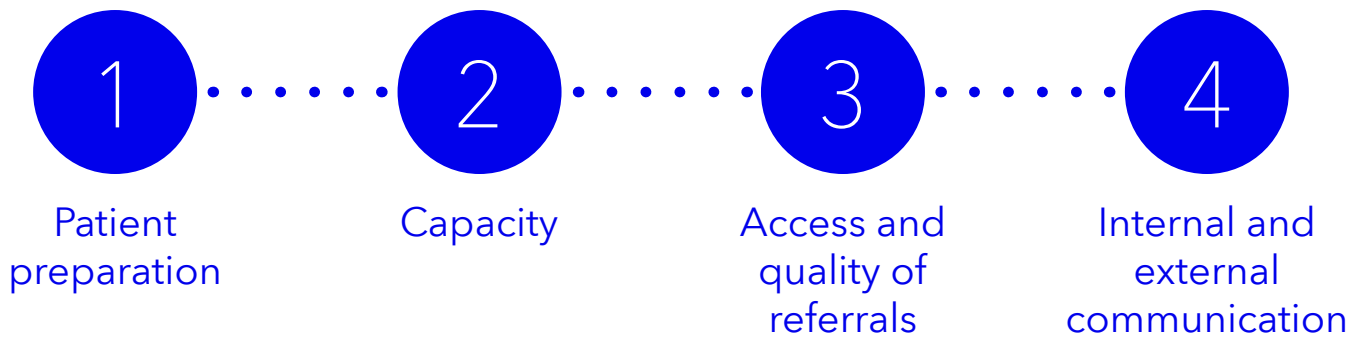 1
2
3
4
Patient
preparation
Capacity
Access and
quality of
referrals
Internal and
external
communication